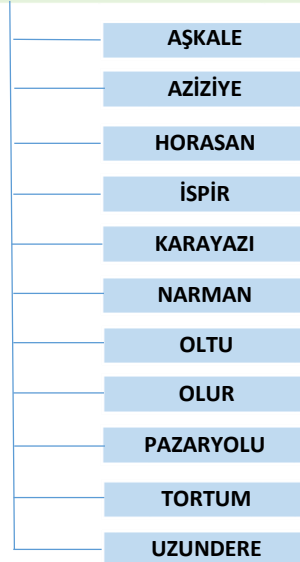 AŞKALE
AZİZİYE
HORASAN
İSPİR
KARAYAZI
NARMAN
OLTU
OLUR
PAZARYOLU
TORTUM
UZUNDERE